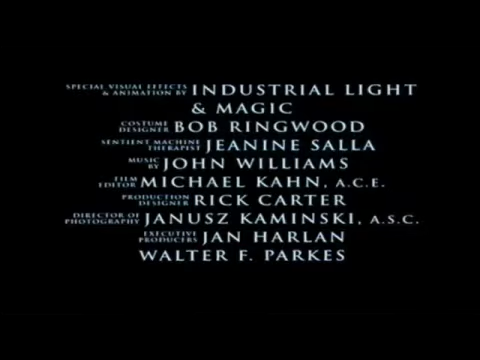 SPECIAL VISUAL EFFECTS & ANIMATION BY INDUSTRIAL LIGHT
& MAGIC
COSTUME DESIGNER BOB RINGWOOD
SENTIENT MACHINE THERAPIST JEANINE SALLA
MUSIC BY JOHN WILLIAMS
FILM EDITOR MICHAEL KAHN, A.C.E.
PRODUCTION DESIGNER RICK CARTER
DIRECTOR OF PHOTOGRAPHY JANUSZ KAMINSKI, A.S.C.
EXECUTIVE PRODUCERS JAN HARLAN
WALTER F. PARKES